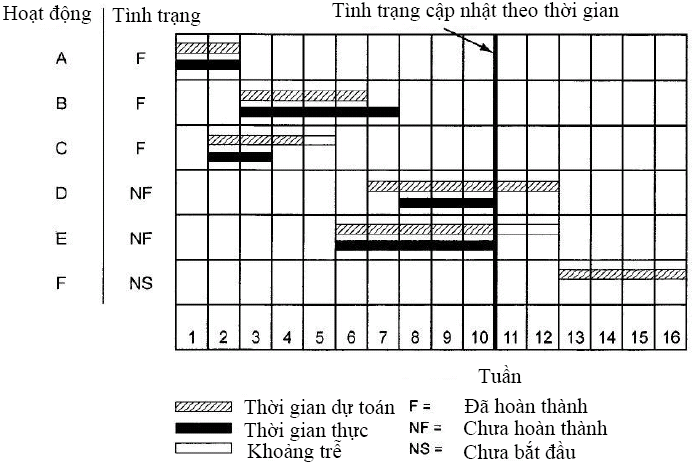 Hoạt động Tình trạng
Tình trạng cập nhật theo thời gian
A F
B F
C F
D NF
E NF
F NS
1 2 3 4 5 6 7 8 9 10 11 12 13 14 15 16
Tuần
Thời gian dự toán F = Đã hoàn thành
Thời gian thực NF = Chưa hoàn thành
Khoảng trễ NS = Chưa bắt đầu